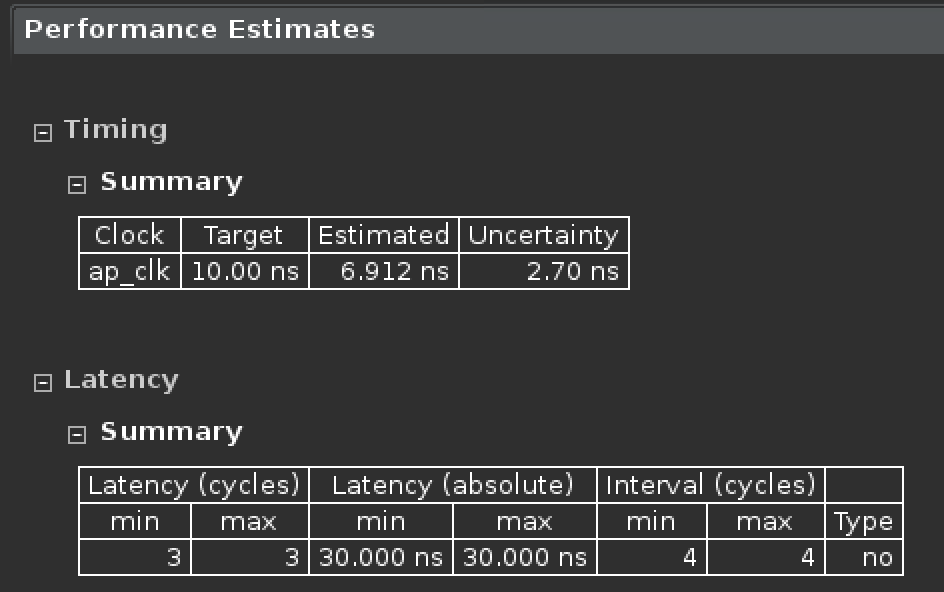 Performance Estimates
Timing
Summary
Clock Target Estimated Uncertainty
ap_clk 10.00 ns 6.912 ns 2.70 ns
Latency
Summary
Latency (cycles) Latency (absolute) Interval (cycles)
min max min max min max Type
3 3 30.000 ns 30.000 ns 4 4 no